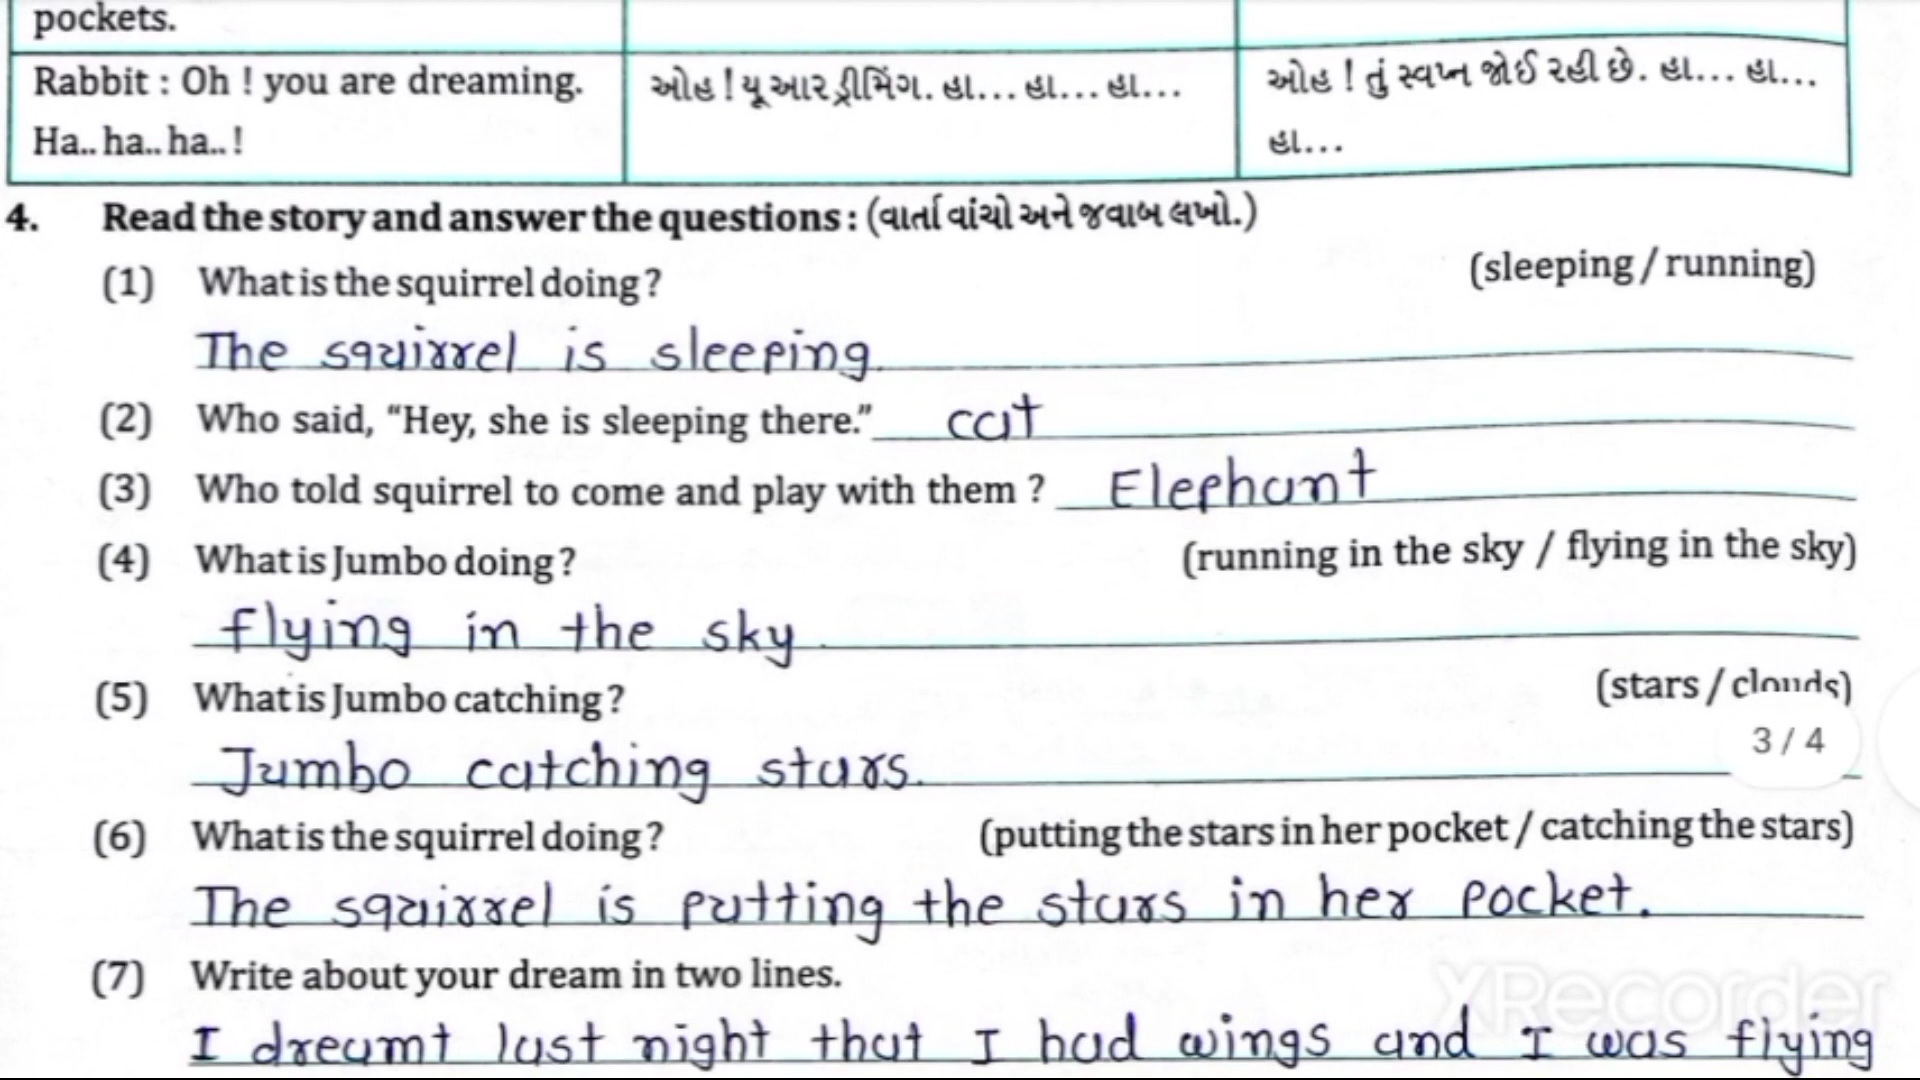 pockets.
Rabbit : Oh ! you are dreaming. ઓહ ! યૂ આર ડ્રીમિંગ. હા... હા... હા... ઓહ ! તું સ્વપ્ન જોઈ રહી છે. હા... હા...
Ha.. ha.. ha.. ! હા...
4. Read the story and answer the questions : (વાર્તા વાંચો અને જવાબ લખો.)
(1) What is the squirrel doing ? (sleeping / running)
The squirrel is sleeping.
(2) Who said, “Hey, she is sleeping there.” cat
(3) Who told squirrel to come and play with them ? Elephant
(4) What is Jumbo doing ? (running in the sky / flying in the sky)
flying in the sky.
(5) What is Jumbo catching ? (stars / clouds)
3 / 4
Jumbo catching stars.
(6) What is the squirrel doing ? (putting the stars in her pocket / catching the stars)
The squirrel is putting the stars in her pocket.
(7) Write about your dream in two lines.
XRecorder
I dreamt last night that I had wings and I was flying